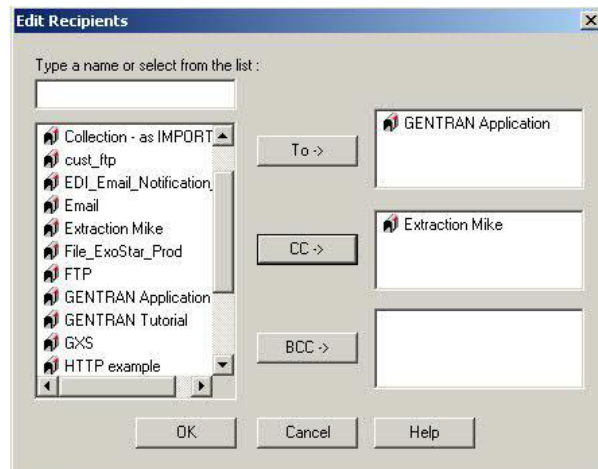 Edit Recipients
Type a name or select from the list :
Collection - as IMPORT
cust_ftp
EDI_Email_Notification_
Email
Extraction Mike
File_ExoStar_Prod
FTP
GENTRAN Application
GENTRAN Tutorial
GXS
HTTP example
To ->
GENTRAN Application
CC ->
Extraction Mike
BCC ->
OK
Cancel
Help